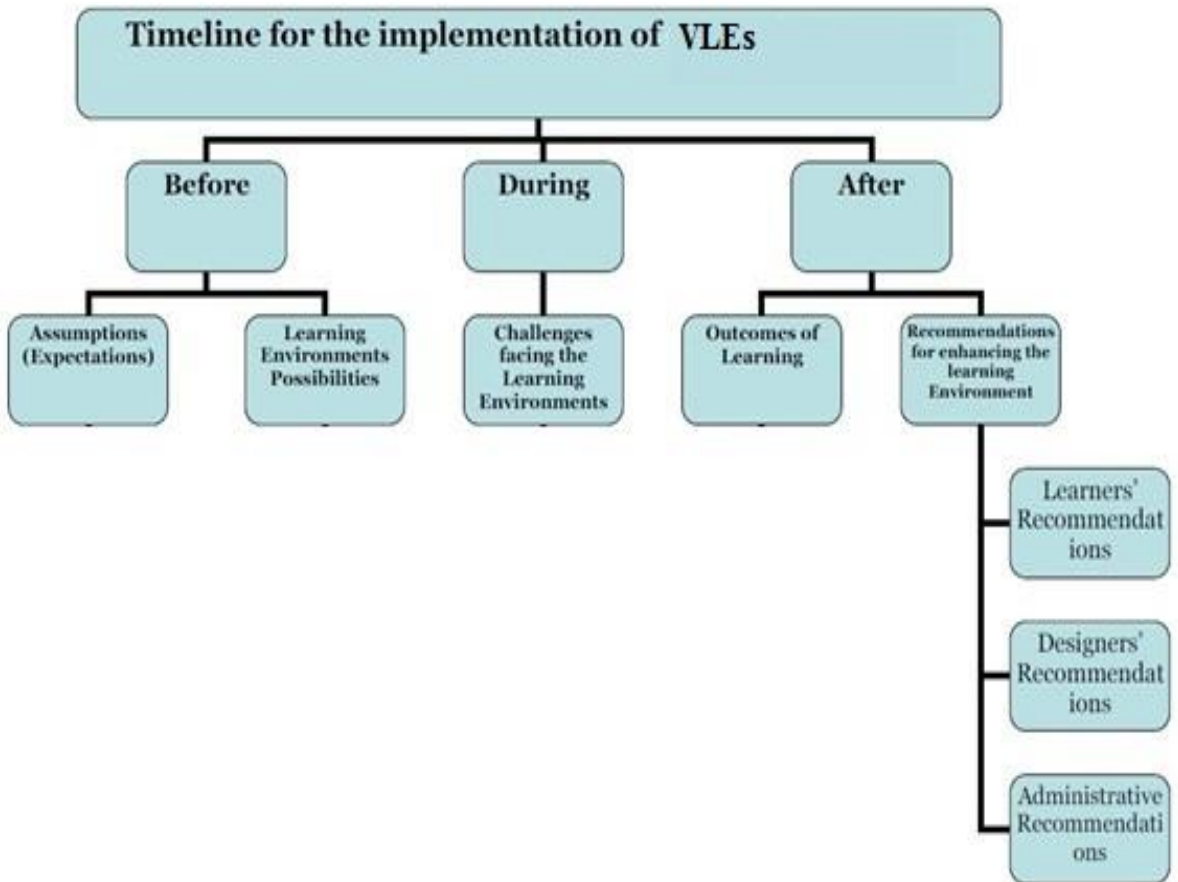 Timeline for the implementation of VLEs
Before
During
After
Assumptions
(Expectations)
Learning
Environments
Possibilities
Challenges
facing the
Learning
Environments
Outcomes of
Learning
Recommendations
for enhancing the
learning
Environment
Learners'
Recommendat
ions
Designers'
Recommendat
ions
Administrative
Recommendati
ons